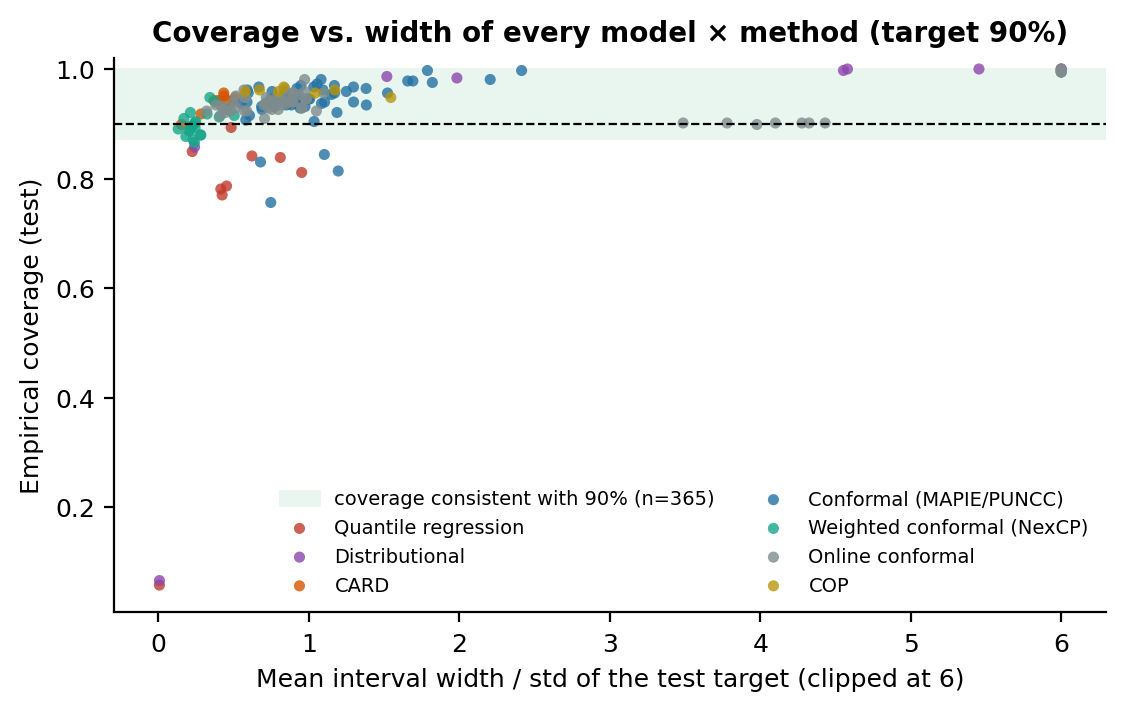 Coverage vs. width of every model × method (target 90%)
Empirical coverage (test)
1.0
0.8
0.6
0.4
0.2
coverage consistent with 90% (n=365)
Quantile regression
Distributional
CARD
Conformal (MAPIE/PUNCC)
Weighted conformal (NexCP)
Online conformal
COP
0 1 2 3 4 5 6
Mean interval width / std of the test target (clipped at 6)